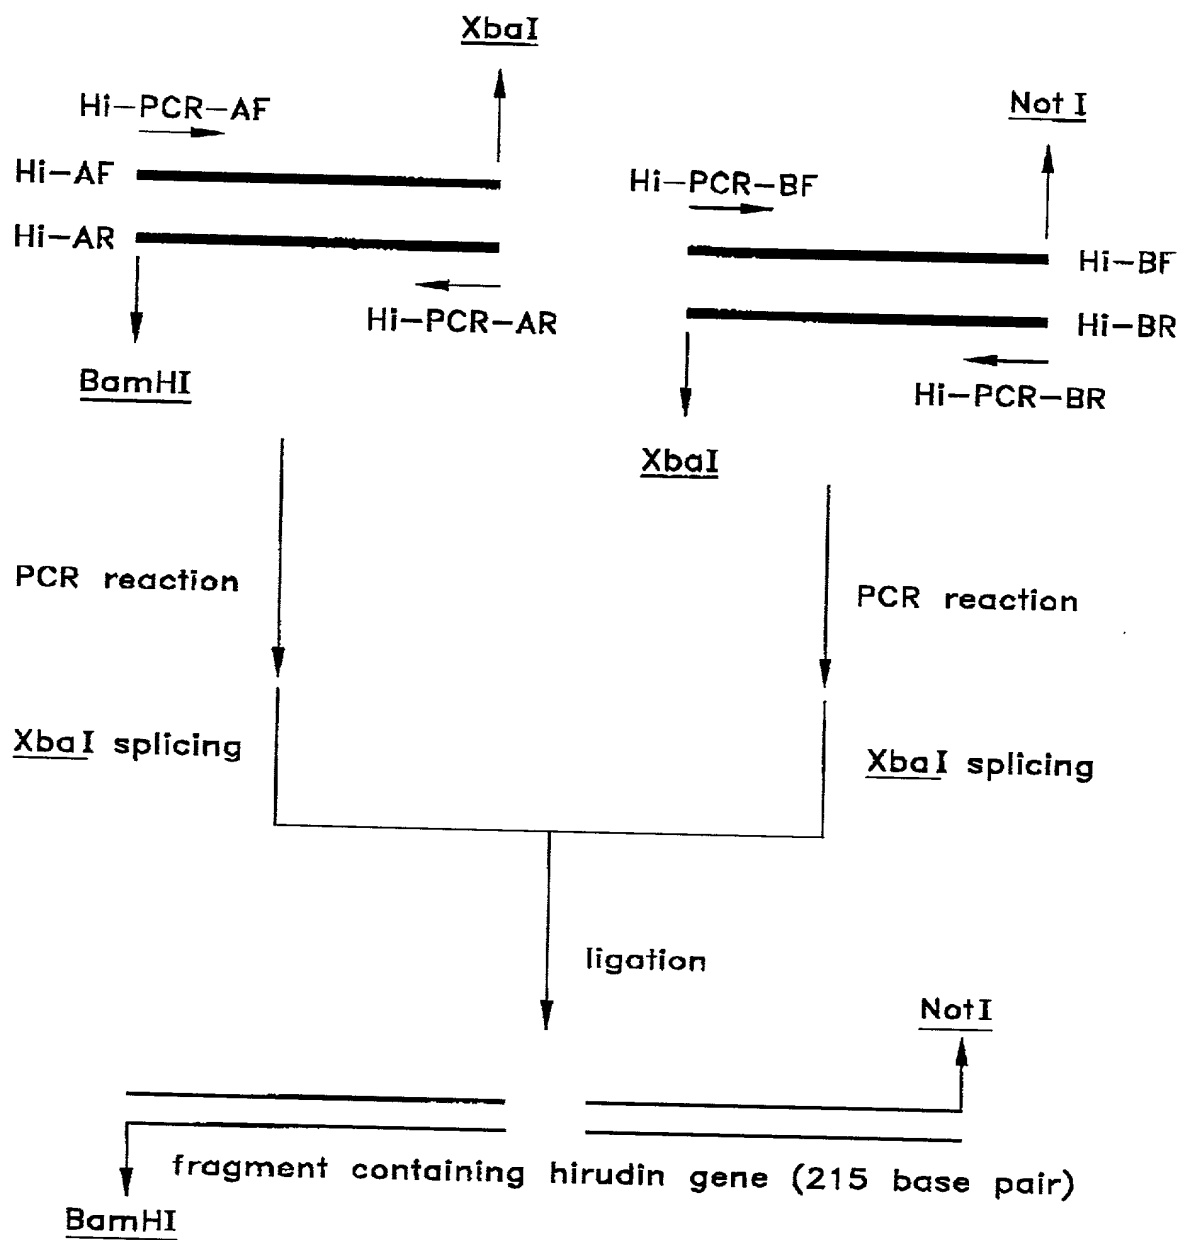 XbaI
Hi-PCR-AF
Not I
Hi-AF
Hi-PCR-BF
Hi-AR
Hi-BF
Hi-PCR-AR
Hi-BR
BamHI
Hi-PCR-BR
XbaI
PCR reaction
PCR reaction
XbaI splicing
XbaI splicing
ligation
NotI
fragment containing hirudin gene (215 base pair)
BamHI